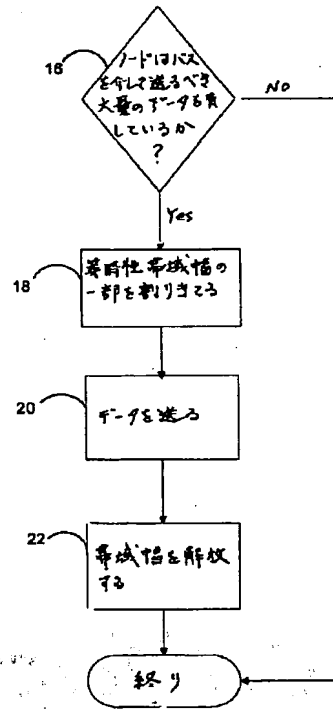 16
ノードはバス
を介して送るべき
大量のデータを有
しているか
?
NO
Yes
18
等時性帯域幅の
一部を割り当てる
20
データを送る
22
帯域幅を解放
する
終り